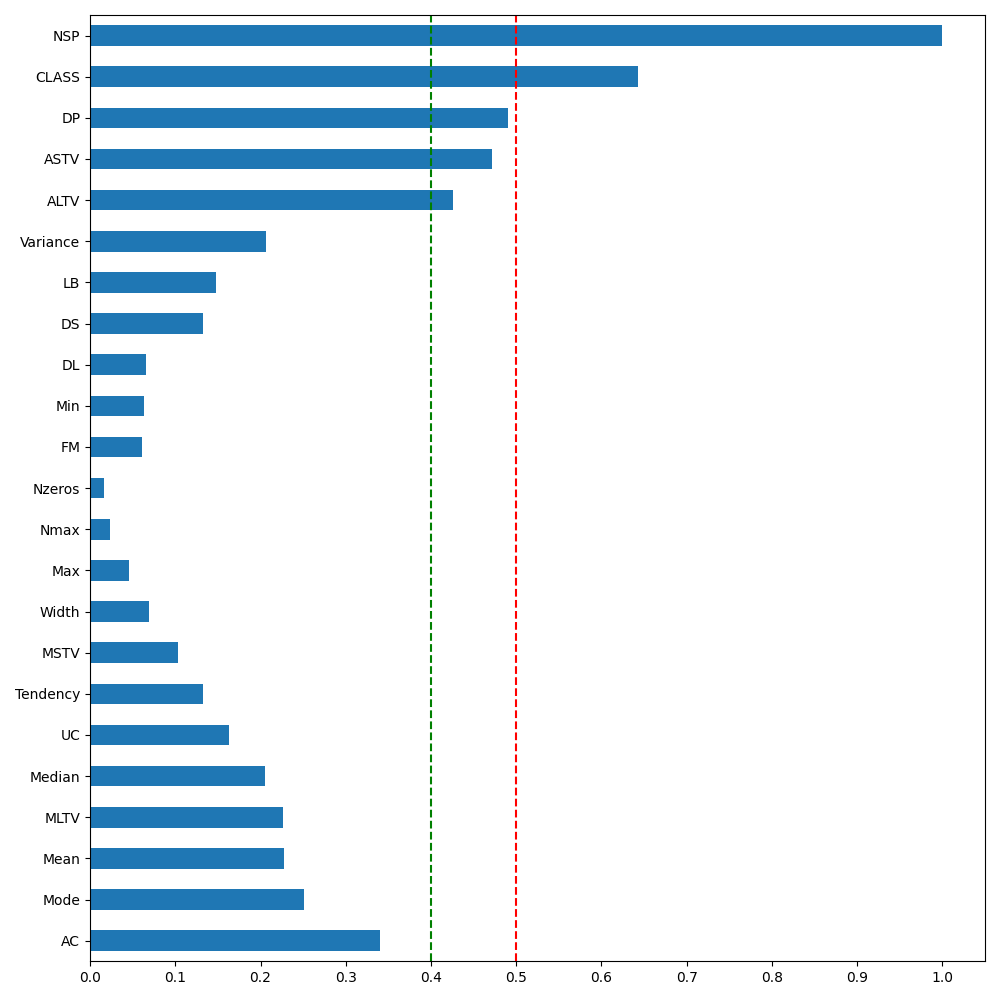 NSP
CLASS
DP
ASTV
ALTV
Variance
LB
DS
DL
Min
FM
Nzeros
Nmax
Max
Width
MSTV
Tendency
UC
Median
MLTV
Mean
Mode
AC
0.0 0.1 0.2 0.3 0.4 0.5 0.6 0.7 0.8 0.9 1.0